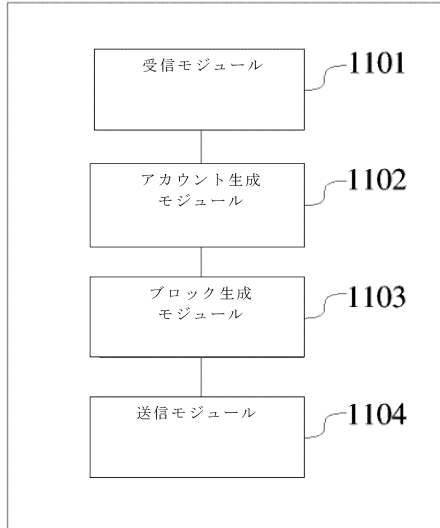 受信モジュール
1101
アカウント生成
モジュール
1102
ブロック生成
モジュール
1103
送信モジュール
1104